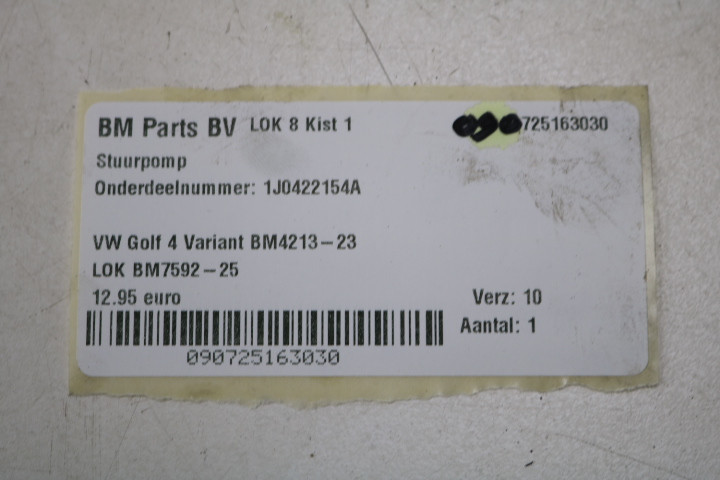 BM Parts BV LOK 8 Kist 1 725163030
Stuurpomp
Onderdeelnummer: 1J0422154A
VW Golf 4 Variant BM4213-23
LOK BM7592-25
12.95 euro Verz: 10
Aantal: 1
090725163030